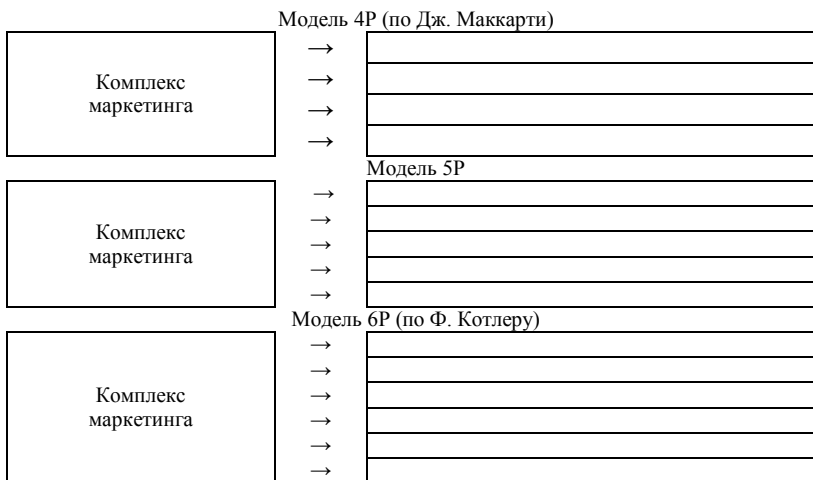 Модель 4P (по Дж. Маккарти)
Комплекс
маркетинга
→
→
→
→
Модель 5P
Комплекс
маркетинга
→
→
→
→
→
Модель 6P (по Ф. Котлеру)
Комплекс
маркетинга
→
→
→
→
→
→